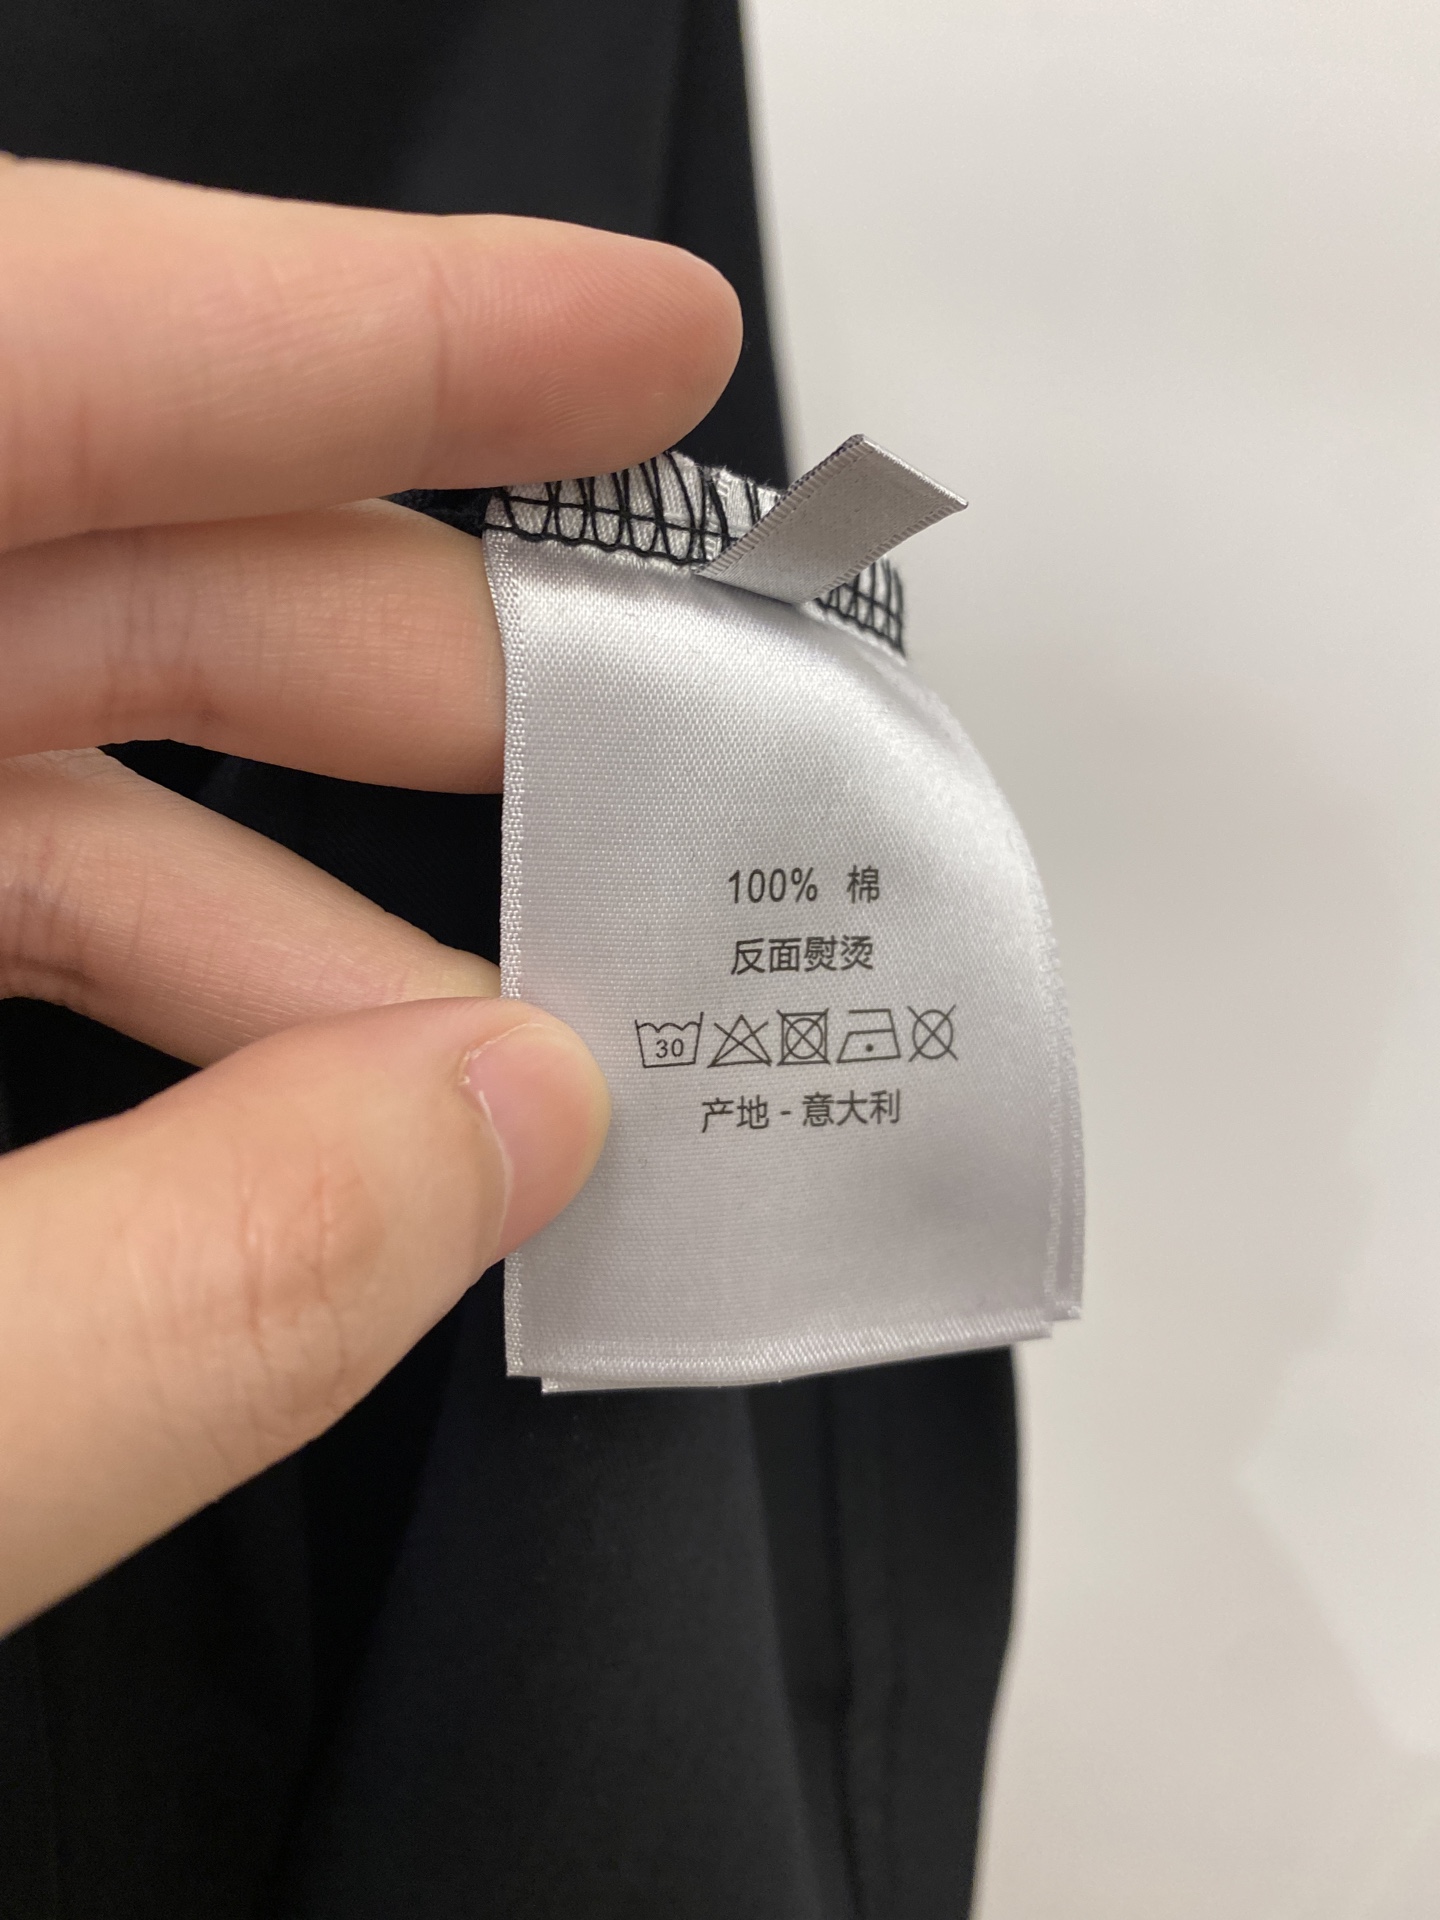 100% 棉
反面熨烫
30
产地 - 意大利